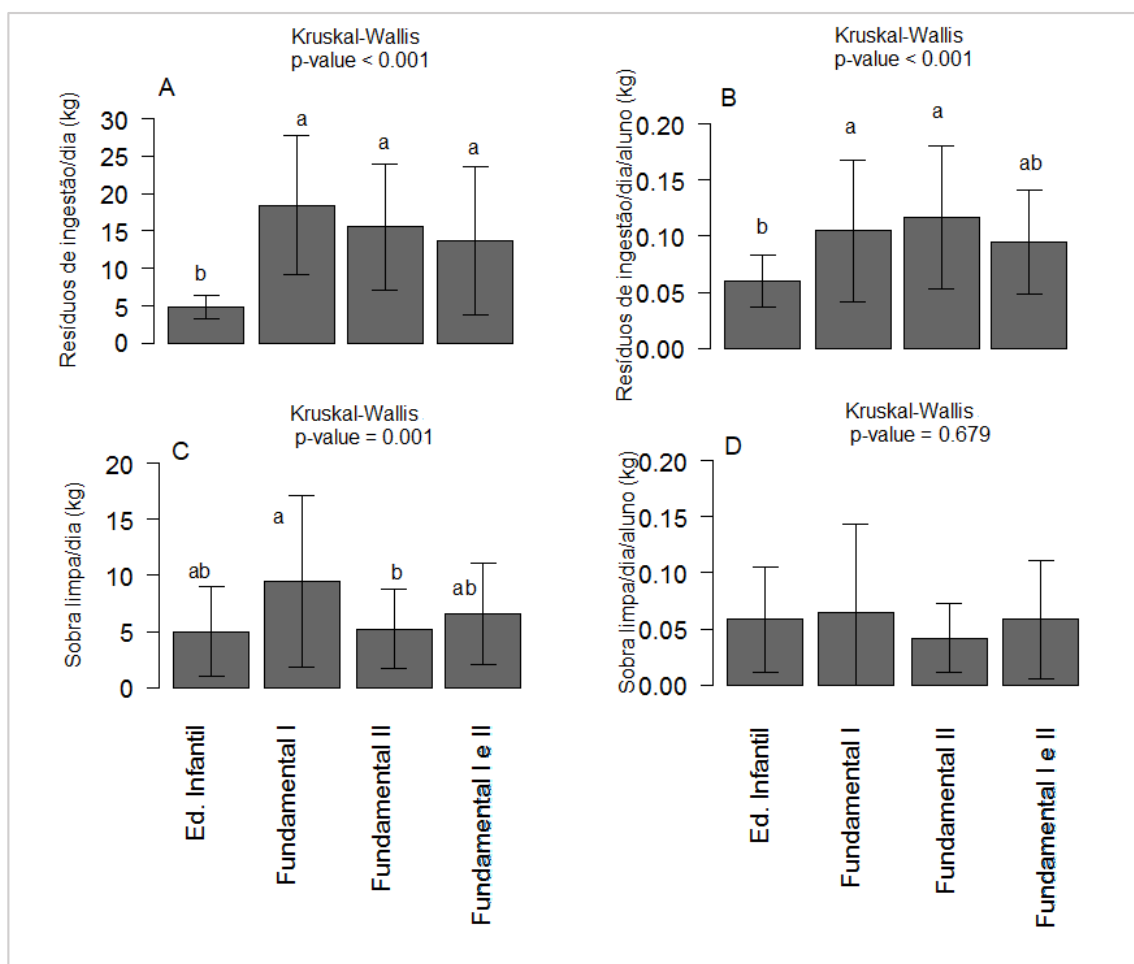 Kruskal-Wallis
p-value < 0.001
A
Resíduos de ingestão/dia (kg)
30
25
20
15
10
5
0
b
a
a
a
Kruskal-Wallis
p-value < 0.001
B
Resíduos de ingestão/dia/aluno (kg)
0.20
0.15
0.10
0.05
0.00
b
a
a
ab
Kruskal-Wallis
p-value = 0.001
C
Sobra limpa/dia (kg)
20
15
10
5
0
ab
a
b
ab
Ed. Infantil
Fundamental I
Fundamental II
Fundamental I e II
Kruskal-Wallis
p-value = 0.679
D
Sobra limpa/dia/aluno (kg)
0.20
0.15
0.10
0.05
0.00
Ed. Infantil
Fundamental I
Fundamental II
Fundamental I e II